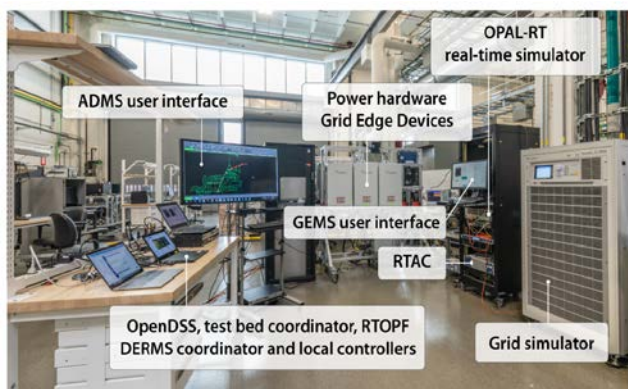 OPAL-RT
real-time simulator
ADMS user interface
Power hardware
Grid Edge Devices
GEMS user interface
RTAC
OpenDSS, test bed coordinator, RTOPF
DERMS coordinator and local controllers
Grid simulator